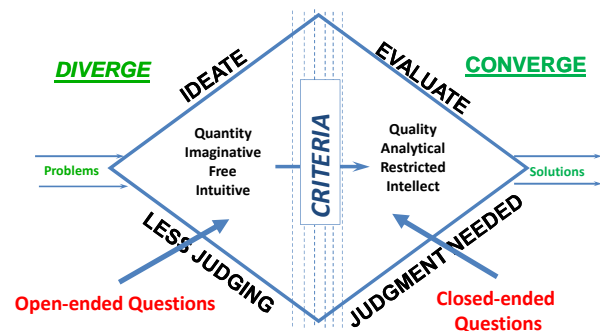 DIVERGE
IDEATE
EVALUATE
CONVERGE
Quantity
Imaginative
Free
Intuitive
CRITERIA
Quality
Analytical
Restricted
Intellect
Problems
Solutions
LESS JUDGING
JUDGMENT NEEDED
Open-ended Questions
Closed-ended
Questions